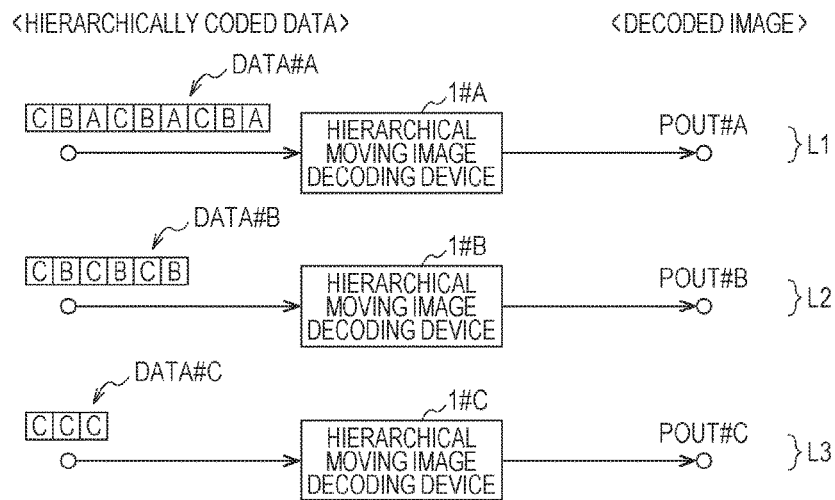 <HIERARCHICALLY CODED DATA>
<DECODED IMAGE>
DATA#A
1#A
C B A C B A C B A
HIERARCHICAL
MOVING IMAGE
DECODING DEVICE
POUT#A
L1
DATA#B
1#B
C B C B C B
HIERARCHICAL
MOVING IMAGE
DECODING DEVICE
POUT#B
L2
DATA#C
1#C
C C C
HIERARCHICAL
MOVING IMAGE
DECODING DEVICE
POUT#C
L3